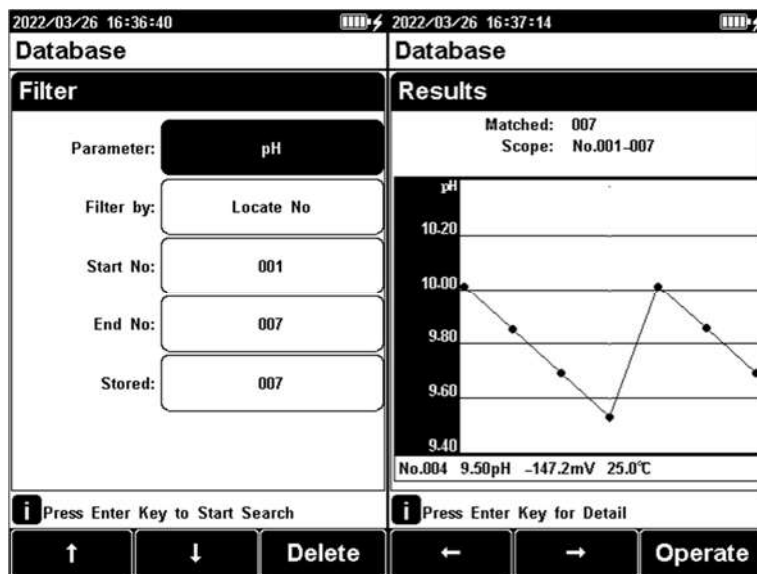 2022/03/26 16:36:40
Database
Filter
Parameter: pH
Filter by: Locate No
Start No: 001
End No: 007
Stored: 007
i Press Enter Key to Start Search
↑ ↓ Delete
2022/03/26 16:37:14
Database
Results
Matched: 007
Scope: No.001-007
pH
10.20
10.00
9.80
9.60
9.40
No.004 9.50pH -147.2mV 25.0℃
i Press Enter Key for Detail
← → Operate